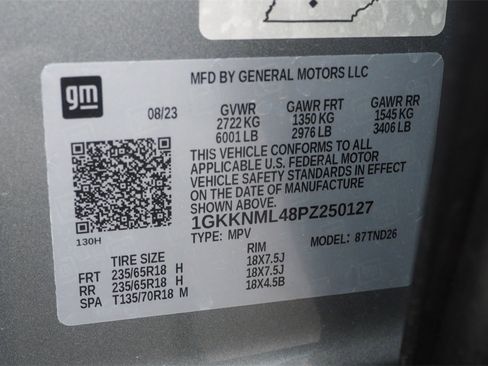 gm
MFD BY GENERAL MOTORS LLC
08/23 GVWR GAWR FRT GAWR RR
2722 KG 1350 KG 1545 KG
6001 LB 2976 LB 3406 LB
THIS VEHICLE CONFORMS TO ALL
APPLICABLE U.S. FEDERAL MOTOR
VEHICLE SAFETY STANDARDS IN EFFECT
ON THE DATE OF MANUFACTURE
SHOWN ABOVE.
1GKKNML48PZ250127
130H TYPE: MPV MODEL: 87TND26
TIRE SIZE RIM
FRT 235/65R18 H 18X7.5J
RR 235/65R18 H 18X7.5J
SPA T135/70R18 M 18X4.5B